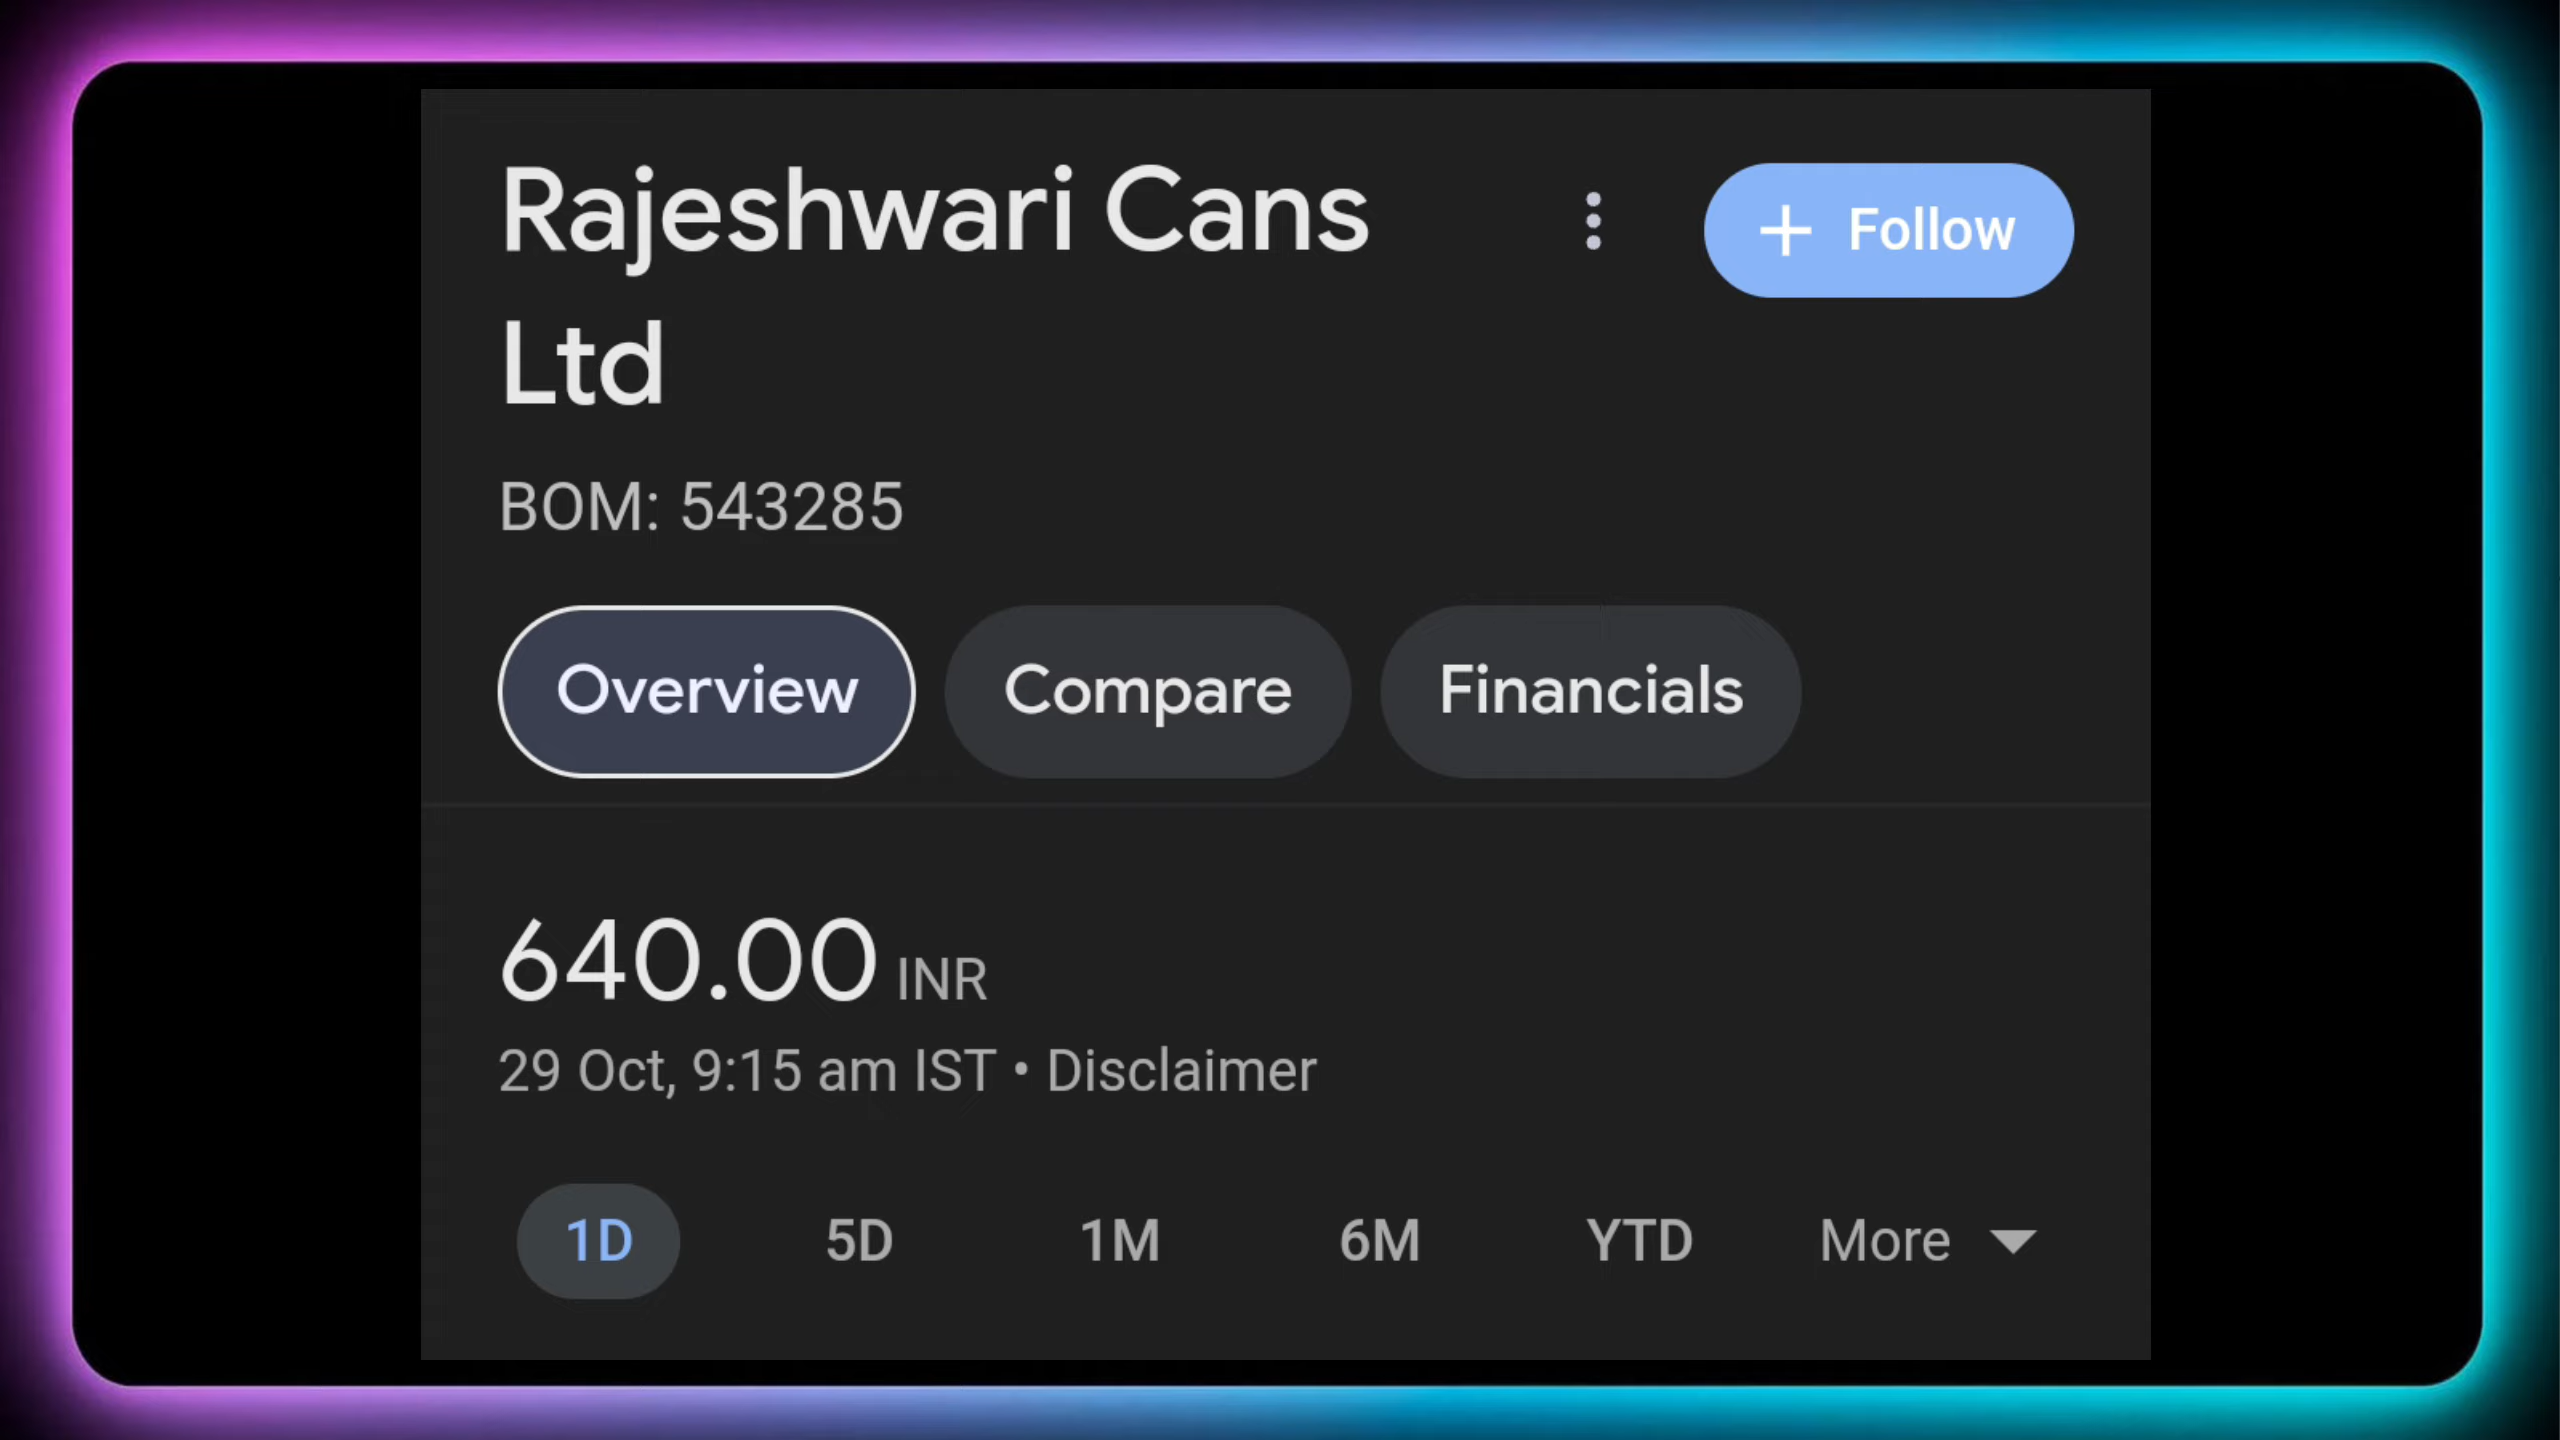 Rajeshwari Cans
Ltd
+ Follow
BOM: 543285
Overview Compare Financials
640.00 INR
29 Oct, 9:15 am IST • Disclaimer
1D 5D 1M 6M YTD More